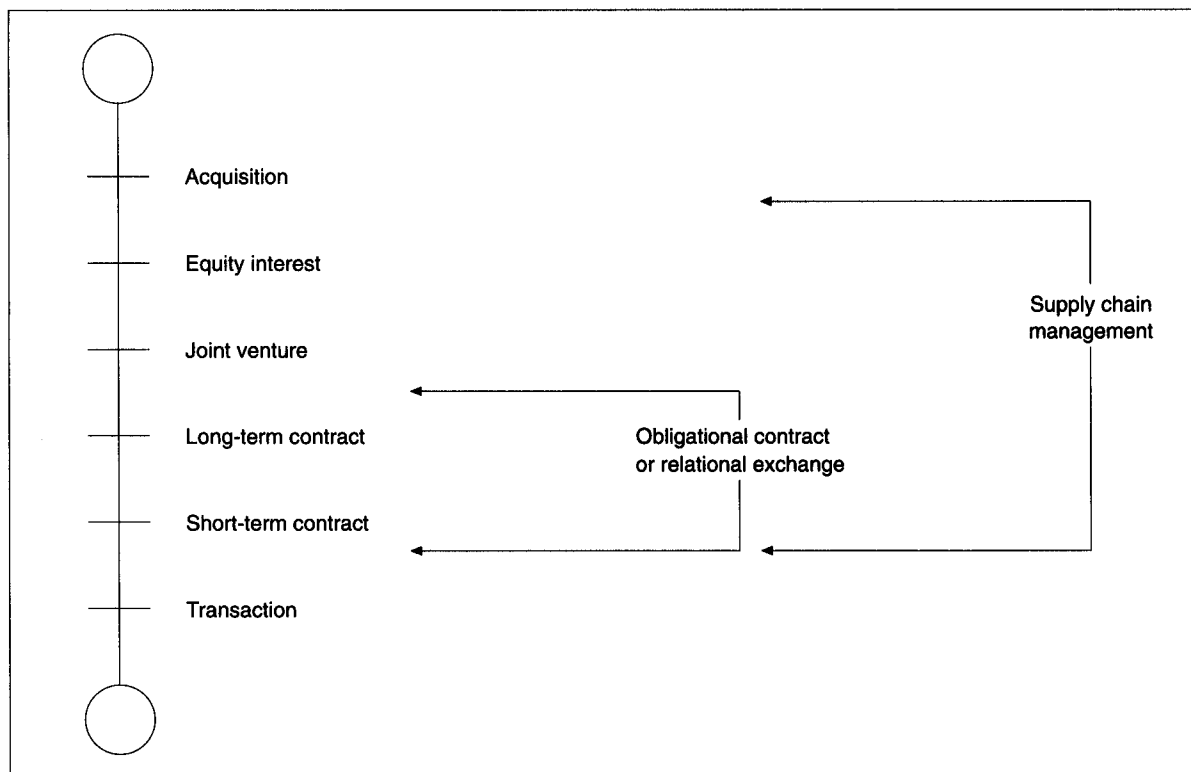 Acquisition
Equity interest
Supply chain
management
Joint venture
Long-term contract
Obligational contract
or relational exchange
Short-term contract
Transaction